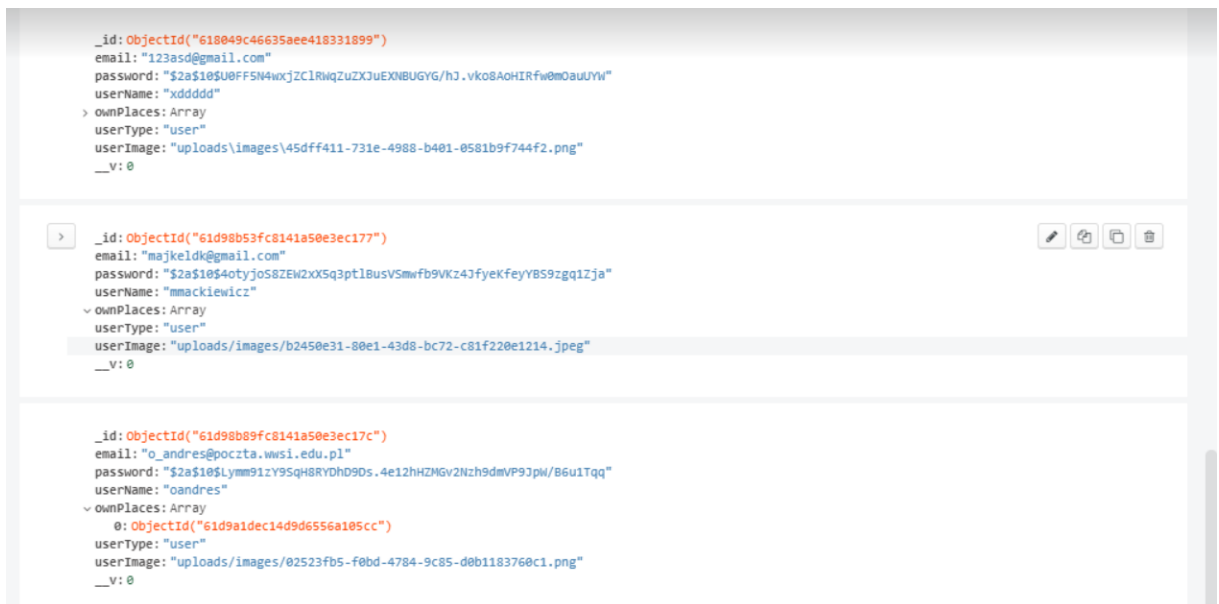 _id: ObjectId("618049c46635aee418331899")
email: "123asd@gmail.com"
password: "$2a$10$U0FF5N4wxjZClRWqZuZXJuEXNBUGYG/hJ.vko8AoHIRfw0mOauUYW"
userName: "xddddd"
> ownPlaces: Array
userType: "user"
userImage: "uploads\images\45dff411-731e-4988-b401-0581b9f744f2.png"
__v: 0
_id: ObjectId("61d98b53fc8141a50e3ec177")
email: "majkeldk@gmail.com"
password: "$2a$10$4otyjoS8ZEW2xX5q3ptlBusVSmwfb9VKz4JfyeKfeyYBS9zgq1Zja"
userName: "mmackiewicz"
ownPlaces: Array
userType: "user"
userImage: "uploads/images/b2450e31-80e1-43d8-bc72-c81f220e1214.jpeg"
__v: 0
_id: ObjectId("61d98b89fc8141a50e3ec17c")
email: "o_andres@poczta.wwsi.edu.pl"
password: "$2a$10$Lymm91zY9SqH8RYDhD9Ds.4e12hHZMGv2Nzh9dmVP9JpW/B6u1Tqq"
userName: "oandres"
ownPlaces: Array
0: ObjectId("61d9a1dec14d9d6556a105cc")
userType: "user"
userImage: "uploads/images/02523fb5-f0bd-4784-9c85-d0b1183760c1.png"
__v: 0